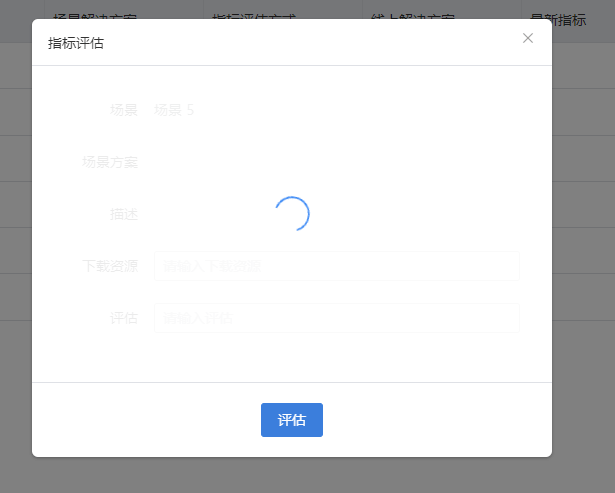 场景解决方案 指标评估方式 线上解决方案 最新指标
指标评估
场景 场景 5
场景方案
描述
下载资源 请输入下载资源
评估 请输入评估
评估